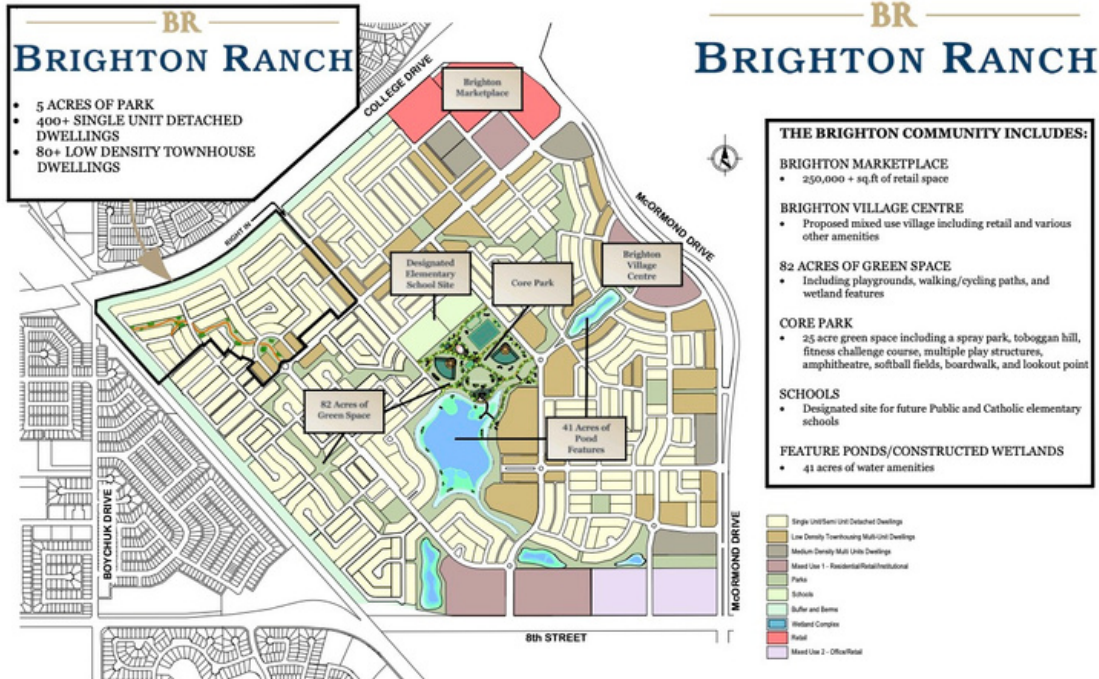 BR
BRIGHTON RANCH
• 5 ACRES OF PARK
• 400+ SINGLE UNIT DETACHED
DWELLINGS
• 80+ LOW DENSITY TOWNHOUSE
DWELLINGS
BR
BRIGHTON RANCH
THE BRIGHTON COMMUNITY INCLUDES:
BRIGHTON MARKETPLACE
• 250,000 + sq.ft of retail space
BRIGHTON VILLAGE CENTRE
• Proposed mixed use village including retail and various
other amenities
82 ACRES OF GREEN SPACE
• Including playgrounds, walking/cycling paths, and
wetland features
CORE PARK
• 25 acre green space including a spray park, toboggan hill,
fitness challenge course, multiple play structures,
amphitheatre, softball fields, boardwalk, and lookout point
SCHOOLS
• Designated site for future Public and Catholic elementary
schools
FEATURE PONDS/CONSTRUCTED WETLANDS
• 41 acres of water amenities
COLLEGE DRIVE
Brighton
Marketplace
McORMOND DRIVE
RIGHT IN
Designated
Elementary
School Site
Core Park
Brighton
Village
Centre
82 Acres of
Green Space
41 Acres of
Pond
Features
BOYCHUK DRIVE
McORMOND DRIVE
8th STREET
Single Unit/Semi Unit Detached Dwellings
Low Density Townhousing Multi-Unit Dwellings
Medium Density Multi Units Dwellings
Mixed Use 1 - Residential/Retail/Institutional
Parks
Schools
Buffer and Berms
Wetland Complex
Retail
Mixed Use 2 - Office/Retail